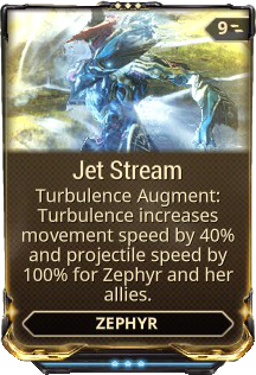 9
Jet Stream
Turbulence Augment:
Turbulence increases
movement speed by 40%
and projectile speed by
100% for Zephyr and her
allies.
ZEPHYR